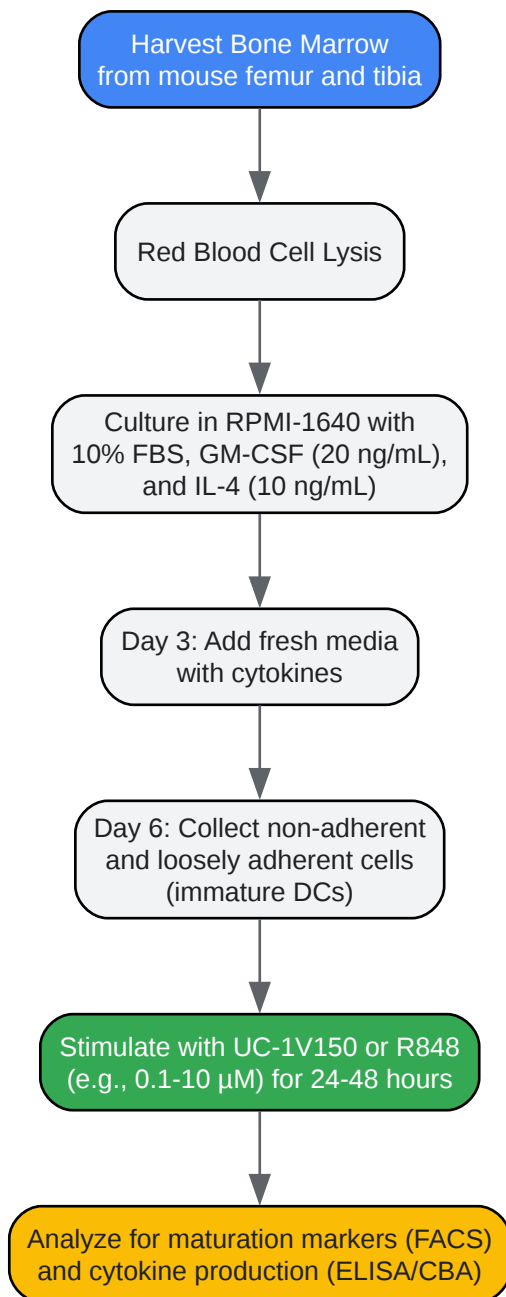 Harvest Bone Marrow
from mouse femur and tibia
Red Blood Cell Lysis
Culture in RPMI-1640 with
10% FBS, GM-CSF (20 ng/mL),
and IL-4 (10 ng/mL)
Day 3: Add fresh media
with cytokines
Day 6: Collect non-adherent
and loosely adherent cells
(immature DCs)
Stimulate with UC-1V150 or R848
(e.g., 0.1-10 µM) for 24-48 hours
Analyze for maturation markers (FACS)
and cytokine production (ELISA/CBA)